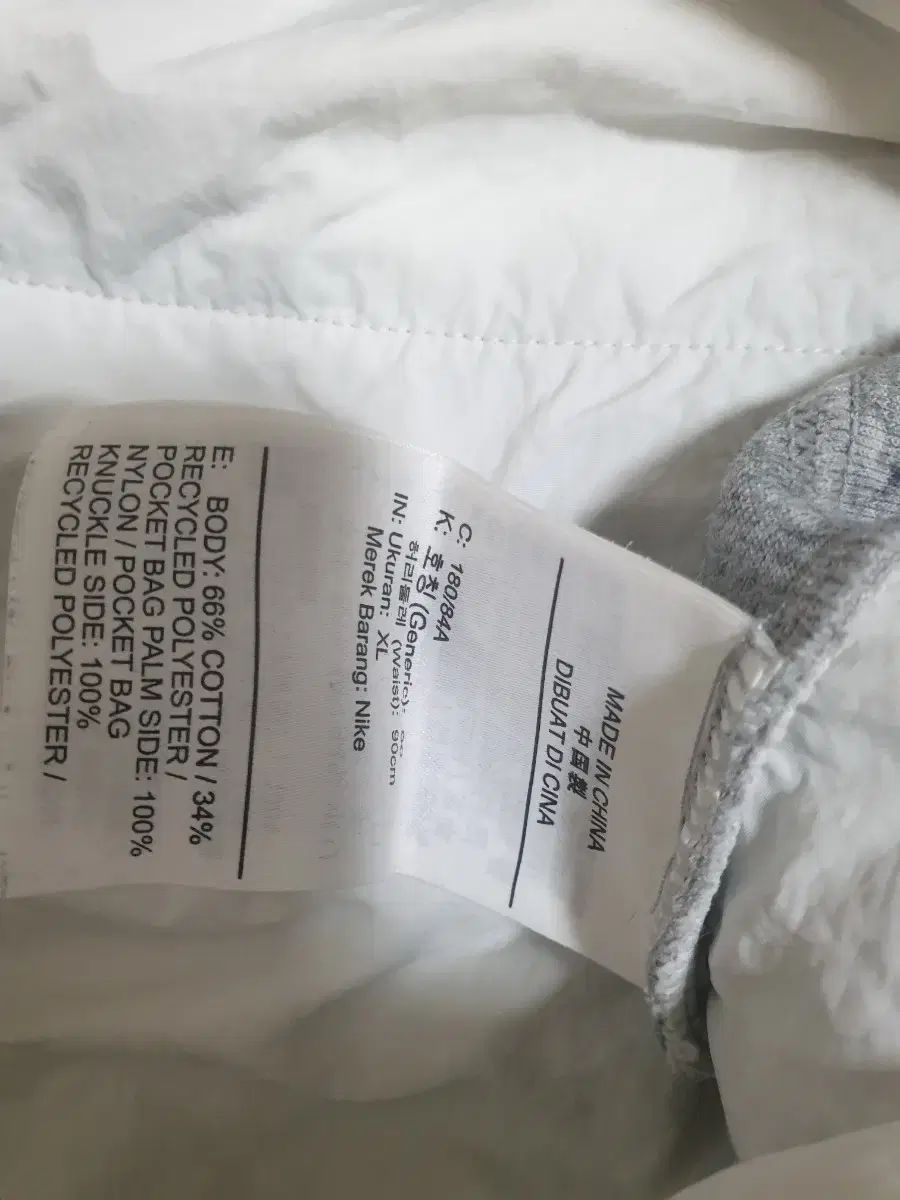 MADE IN CHINA
中国製
DIBUAT DI CINA
C: 180/84A
K: 호칭 (Generic):
허리둘레 (Waist): 90cm
IN: Ukuran: XL
Merek Barang: Nike
E: BODY: 66% COTTON / 34%
RECYCLED POLYESTER /
POCKET BAG PALM SIDE: 100%
NYLON / POCKET BAG
KNUCKLE SIDE: 100%
RECYCLED POLYESTER /